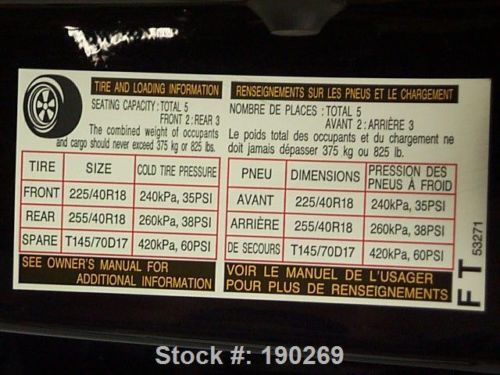 TIRE AND LOADING INFORMATION
SEATING CAPACITY: TOTAL 5
FRONT 2: REAR 3
The combined weight of occupants
and cargo should never exceed 375 kg or 825 lb.
TIRE SIZE COLD TIRE PRESSURE
FRONT 225/40R18 240kPa, 35PSI
REAR 255/40R18 260kPa, 38PSI
SPARE T145/70D17 420kPa, 60PSI
SEE OWNER'S MANUAL FOR
ADDITIONAL INFORMATION
RENSEIGNEMENTS SUR LES PNEUS ET LE CHARGEMENT
NOMBRE DE PLACES: TOTAL 5
AVANT 2: ARRIÈRE 3
Le poids total des occupants et du chargement ne
doit jamais dépasser 375 kg ou 825 lb.
PNEU DIMENSIONS PRESSION DES
PNEUS À FROID
AVANT 225/40R18 240kPa, 35PSI
ARRIÈRE 255/40R18 260kPa, 38PSI
DE SECOURS T145/70D17 420kPa, 60PSI
VOIR LE MANUEL DE L'USAGER
POUR PLUS DE RENSEIGNEMENTS
F T 53271
Stock #: 190269